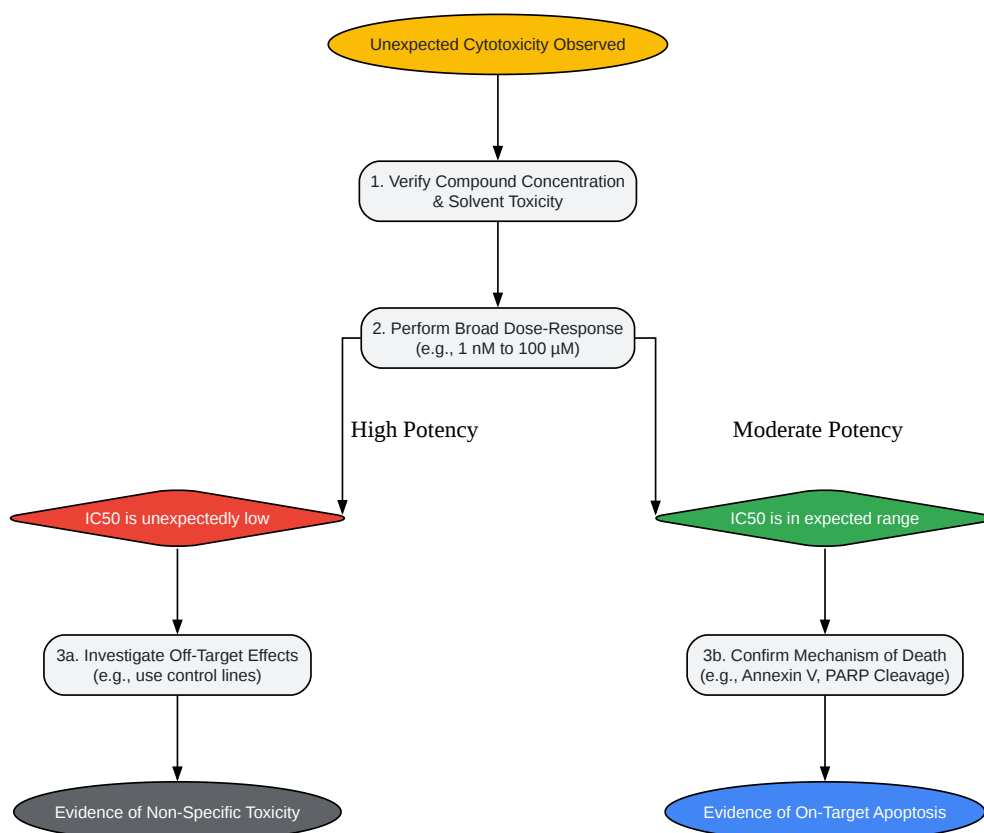 Unexpected Cytotoxicity Observed
1. Verify Compound Concentration
& Solvent Toxicity
2. Perform Broad Dose-Response
(e.g., 1 nM to 100 µM)
High Potency
Moderate Potency
IC50 is unexpectedly low
IC50 is in expected range
3a. Investigate Off-Target Effects
(e.g., use control lines)
3b. Confirm Mechanism of Death
(e.g., Annexin V, PARP Cleavage)
Evidence of Non-Specific Toxicity
Evidence of On-Target Apoptosis